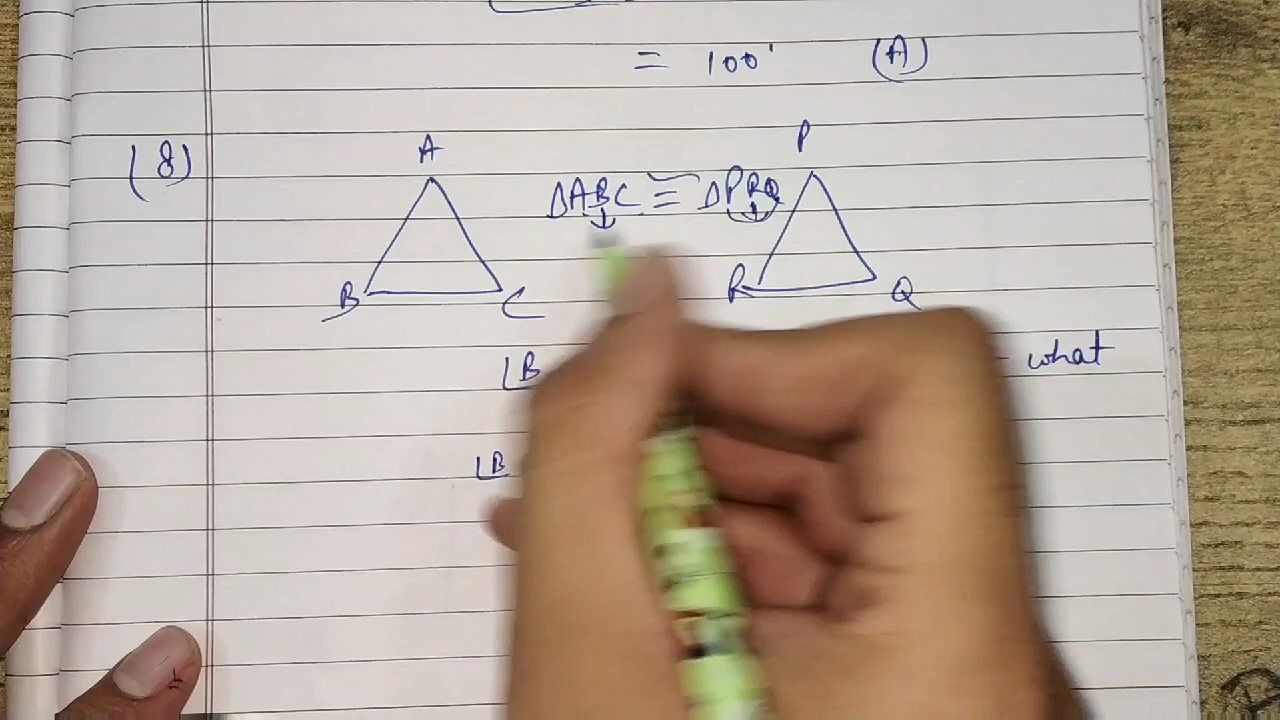 = 100° (A)
(8)
A
P
ΔABC ≅ ΔPRQ
B
C
R
Q
∠B
what
∠B